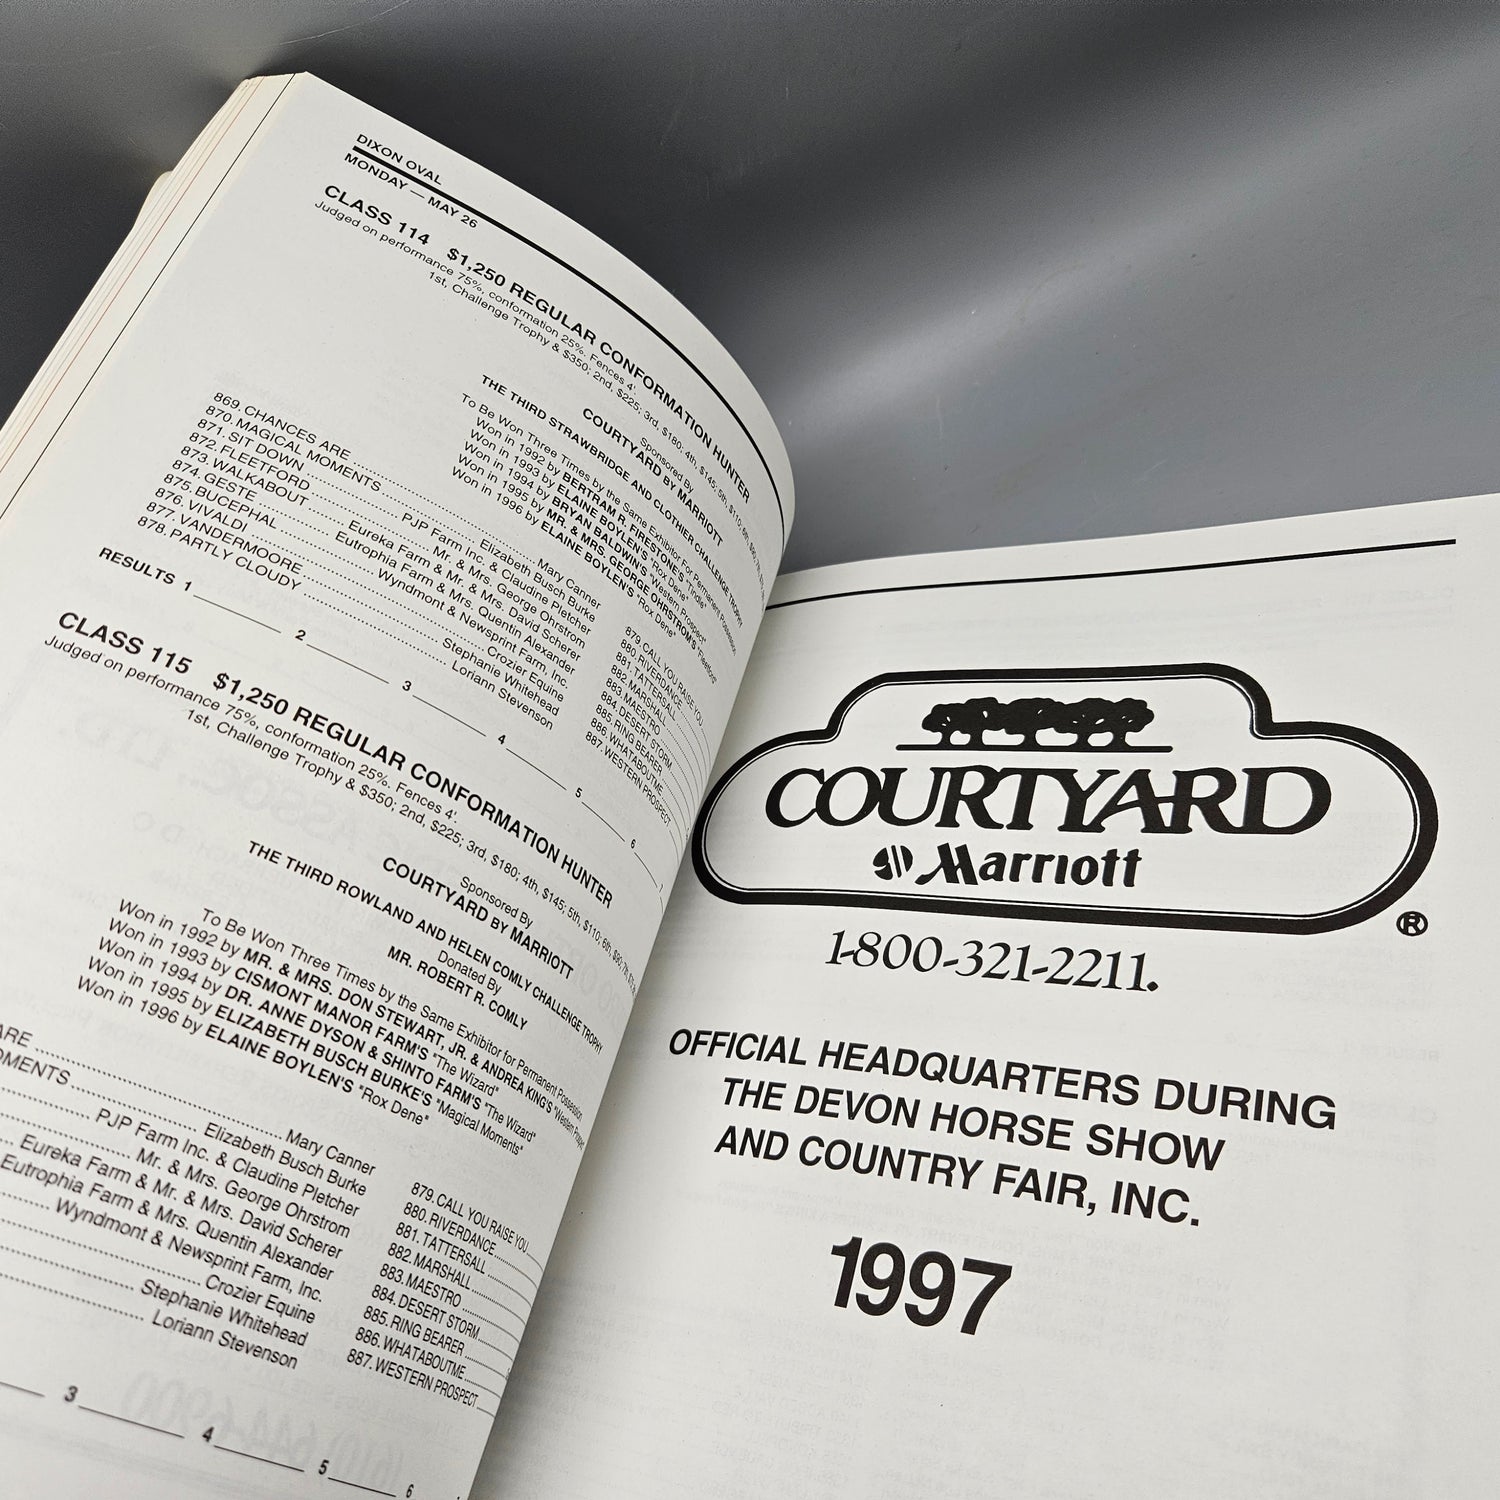 DIXON OVAL
MONDAY — MAY 26
CLASS 114 $1,250 REGULAR CONFORMATION HUNTER
Judged on performance 75%, conformation 25%. Fences 4'.
1st, Challenge Trophy & $350; 2nd, $225; 3rd, $180; 4th, $145; 5th, $110; 6th, $80; 7th,
Sponsored By
COURTYARD BY MARRIOTT
THE THIRD STRAWBRIDGE AND CLOTHIER CHALLENGE TROPHY
To Be Won Three Times by the Same Exhibitor For Permanent Possession
Won in 1992 by BERTRAM R. FIRESTONE'S "Tindle"
Won in 1993 by ELAINE BOYLEN'S "Rox Dene"
Won in 1994 by BRYAN BALDWIN'S "Western Prospect"
Won in 1995 by MR. & MRS. GEORGE OHRSTROM'S "Fleetford"
Won in 1996 by ELAINE BOYLEN'S "Rox Dene"
869. CHANCES ARE ........ Mary Canner
870. MAGICAL MOMENTS ........ Elizabeth Busch Burke
871. SIT DOWN ........ PJP Farm Inc. & Claudine Pletcher
872. FLEETFORD ........ Mr. & Mrs. George Ohrstrom
873. WALKABOUT ........ Eureka Farm & Mr. & Mrs. David Scherer
874. GESTE ........ Eutrophia Farm & Mrs. Quentin Alexander
875. BUCEPHAL ........ Wyndmont & Newsprint Farm, Inc.
876. VIVALDI ........ Crozier Equine
877. VANDERMOORE ........ Stephanie Whitehead
878. PARTLY CLOUDY ........ Loriann Stevenson
879. CALL YOU RAISE YOU
880. RIVERDANCE
881. TATTERSALL
882. MARSHALL
883. MAESTRO
884. DESERT STORM
885. RING BEARER
886. WHATABOUTME
887. WESTERN PROSPECT
RESULTS 1 ____ 2 ____ 3 ____ 4 ____ 5 ____ 6 ____ 7
CLASS 115 $1,250 REGULAR CONFORMATION HUNTER
Judged on performance 75%, conformation 25%. Fences 4'.
1st, Challenge Trophy & $350; 2nd, $225; 3rd, $180; 4th, $145; 5th, $110; 6th, $80; 7th,
Sponsored By
COURTYARD BY MARRIOTT
THE THIRD ROWLAND AND HELEN COMLY CHALLENGE TROPHY
Donated By
MR. ROBERT R. COMLY
To Be Won Three Times by the Same Exhibitor for Permanent Possession
Won in 1992 by MR. & MRS. DON STEWART, JR. & ANDREA KING'S "Western Prospect"
Won in 1993 by CISMONT MANOR FARM'S "The Wizard"
Won in 1994 by DR. ANNE DYSON & SHINTO FARM'S "The Wizard"
Won in 1995 by ELIZABETH BUSCH BURKE'S "Magical Moments"
Won in 1996 by ELAINE BOYLEN'S "Rox Dene"
ARE ........ Mary Canner
OMENTS ........ Elizabeth Busch Burke
........ PJP Farm Inc. & Claudine Pletcher
........ Mr. & Mrs. George Ohrstrom
........ Eureka Farm & Mr. & Mrs. David Scherer
Eutrophia Farm & Mrs. Quentin Alexander
........ Wyndmont & Newsprint Farm, Inc.
........ Crozier Equine
........ Stephanie Whitehead
........ Loriann Stevenson
879. CALL YOU RAISE YOU
880. RIVERDANCE
881. TATTERSALL
882. MARSHALL
883. MAESTRO
884. DESERT STORM
885. RING BEARER
886. WHATABOUTME
887. WESTERN PROSPECT
____ 3 ____ 4 ____ 5 ____ 6
COURTYARD
Marriott
®
1-800-321-2211.
OFFICIAL HEADQUARTERS DURING
THE DEVON HORSE SHOW
AND COUNTRY FAIR, INC.
1997